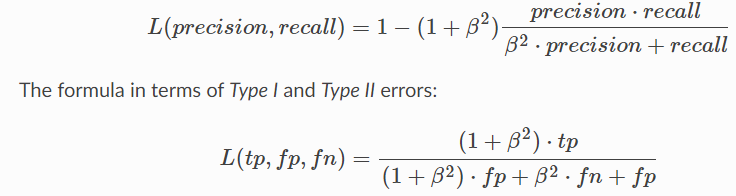 L(precision, recall) = 1 − (1 + β²) precision · recall / β² · precision + recall
The formula in terms of Type I and Type II errors:
L(tp, fp, fn) = (1 + β²) · tp / (1 + β²) · fp + β² · fn + fp